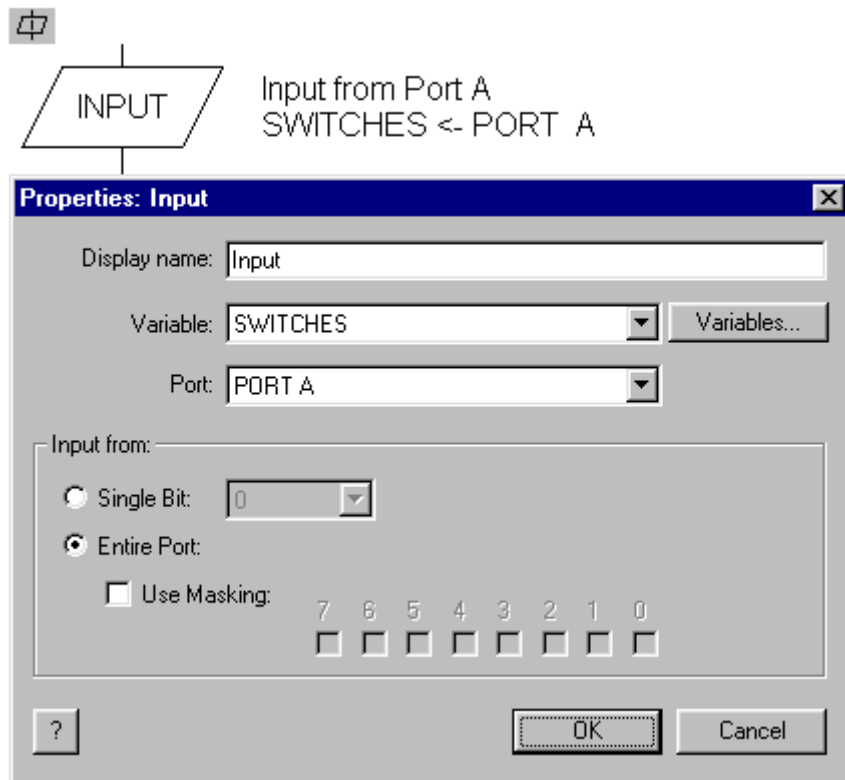 INPUT
Input from Port A
SWITCHES <- PORT A
Properties: Input
Display name: Input
Variable: SWITCHES Variables...
Port: PORT A
Input from:
Single Bit: 0
Entire Port:
Use Masking:
7 6 5 4 3 2 1 0
? OK Cancel